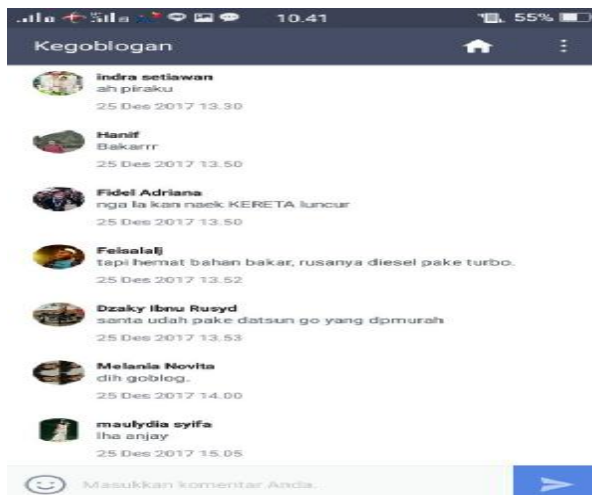 10.41
55%
Kegoblogan
indra setiawan
ah piraku
25 Des 2017 13.30
Hanif
Bakarrr
25 Des 2017 13.50
Fidel Adriana
nga la kan naek KERETA luncur
25 Des 2017 13.50
Feisalalj
tapi hemat bahan bakar, rusanya diesel pake turbo.
25 Des 2017 13.52
Dzaky Ibnu Rusyd
santa udah pake datsun go yang dpmurah
25 Des 2017 13.53
Melania Novita
dih goblog.
25 Des 2017 14.00
maulydia syifa
lha anjay
25 Des 2017 15.05
Masukkan komentar Anda.